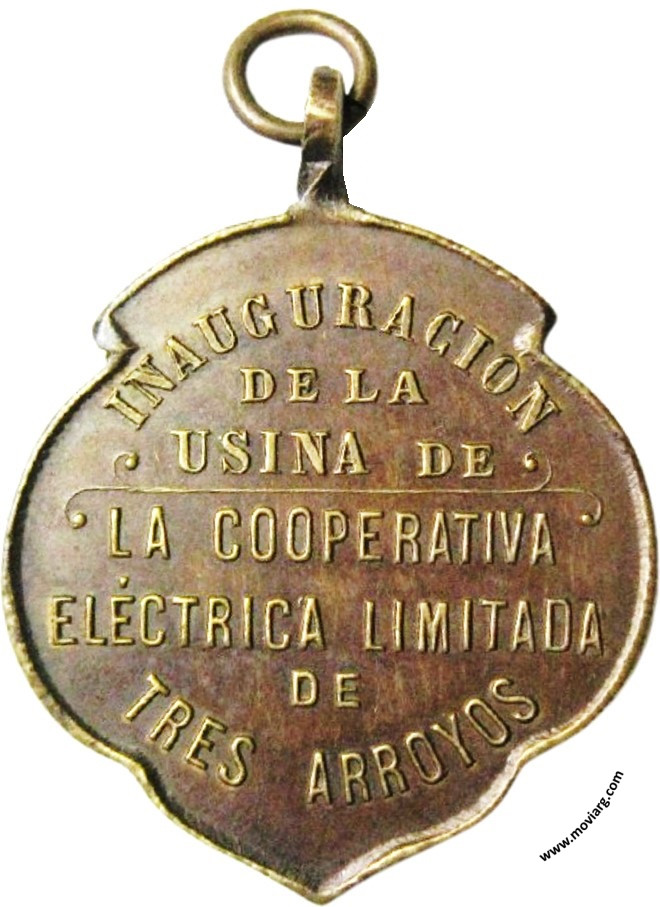 INAUGURACIÓN
DE LA
USINA DE
LA COOPERATIVA
ELÉCTRICA LIMITADA
DE
TRES ARROYOS
www.moviarg.com